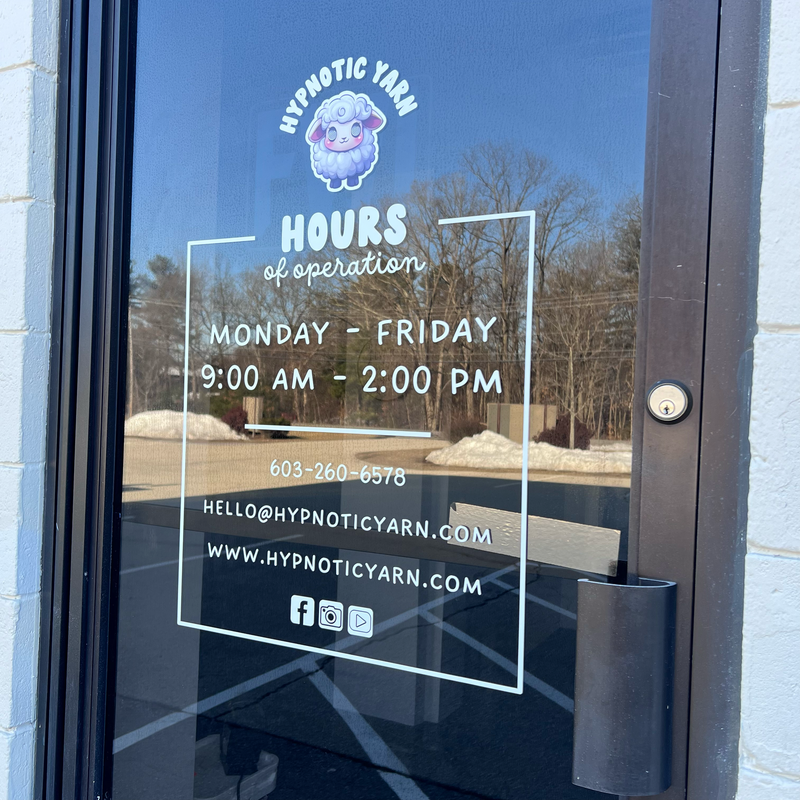 HYPNOTIC YARN
HOURS
of operation
MONDAY - FRIDAY
9:00 AM - 2:00 PM
603-260-6578
HELLO@HYPNOTICYARN.COM
WWW.HYPNOTICYARN.COM